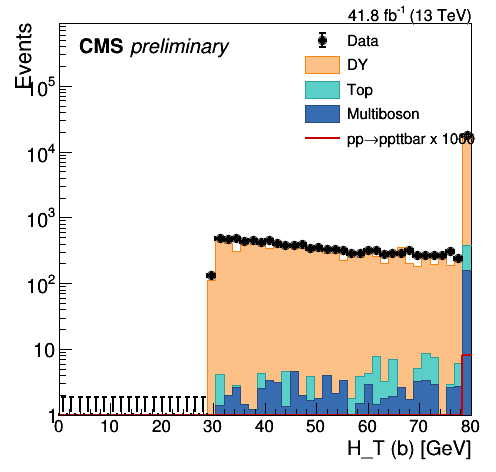 41.8 fb⁻¹ (13 TeV)
CMS preliminary
Data
DY
Top
Multiboson
pp→ppttbar x 1000
Events
10⁵
10⁴
10³
10²
10
1
0 10 20 30 40 50 60 70 80
H_T (b) [GeV]